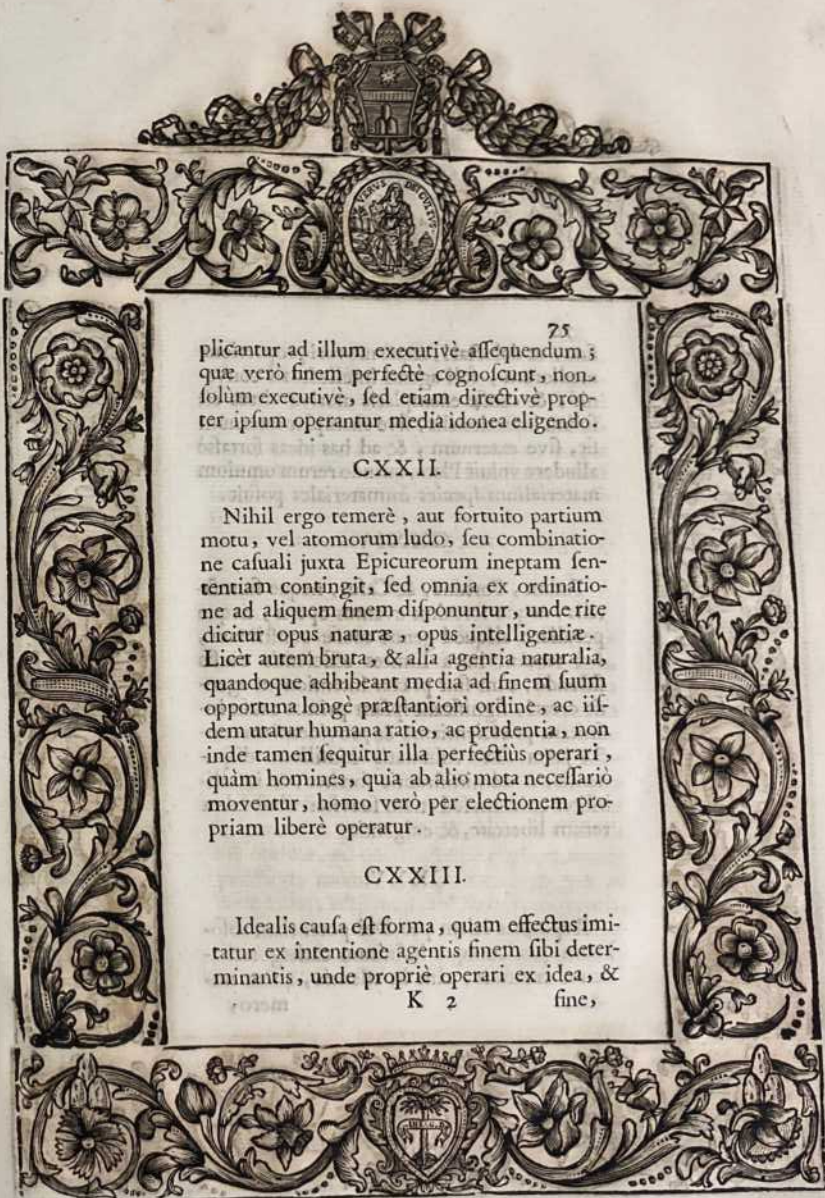 VERVS DEI CVLTVS
75
plicantur ad illum executivè aſſequendum ;
quæ verò finem perfectè cognoſcunt, non
ſolùm executivè, ſed etiam directivè prop-
ter ipſum operantur media idonea eligendo.
CXXII.
Nihil ergo temerè, aut fortuito partium
motu, vel atomorum ludo, ſeu combinatio-
ne caſuali juxta Epicureorum ineptam ſen-
tentiam contingit, ſed omnia ex ordinatio-
ne ad aliquem finem diſponuntur, unde rite
dicitur opus naturæ, opus intelligentiæ.
Licèt autem bruta, & alia agentia naturalia,
quandoque adhibeant media ad finem ſuum
opportuna longè præſtantiori ordine, ac iiſ-
dem utatur humana ratio, ac prudentia, non
inde tamen ſequitur illa perfectiùs operari,
quàm homines, quia ab alio mota neceſſariò
moventur, homo verò per electionem pro-
priam liberè operatur.
CXXIII.
Idealis cauſa eſt forma, quam effectus imi-
tatur ex intentione agentis finem ſibi deter-
minantis, unde propriè operari ex idea, &
K 2 fine,